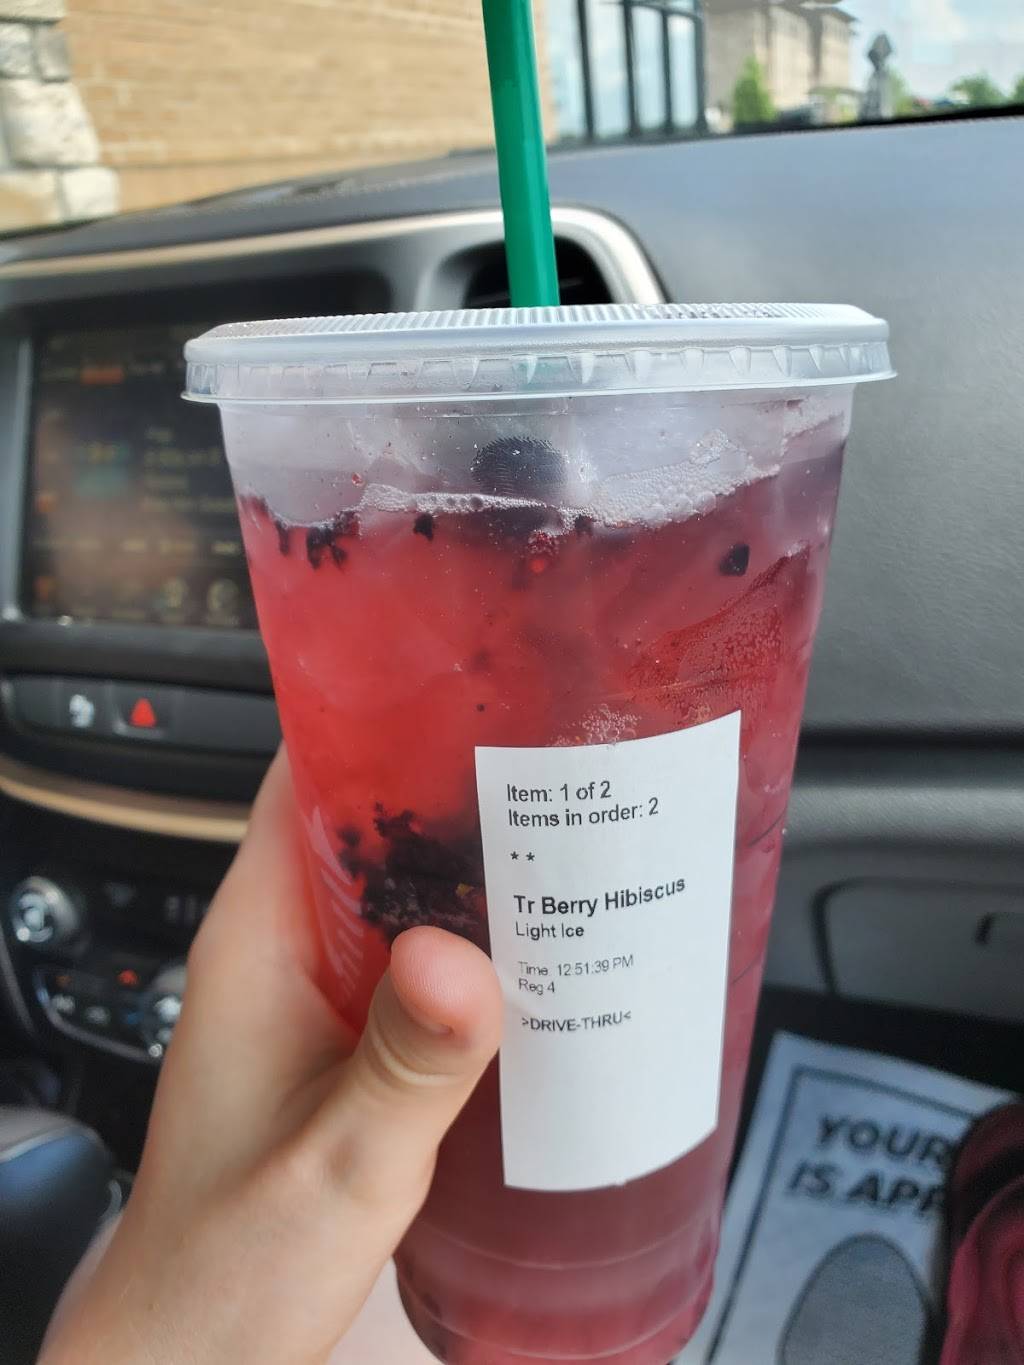 Item: 1 of 2
Items in order: 2
* *
Tr Berry Hibiscus
Light Ice
Time 12:51:39 PM
Reg 4
>DRIVE-THRU<
YOUR
IS